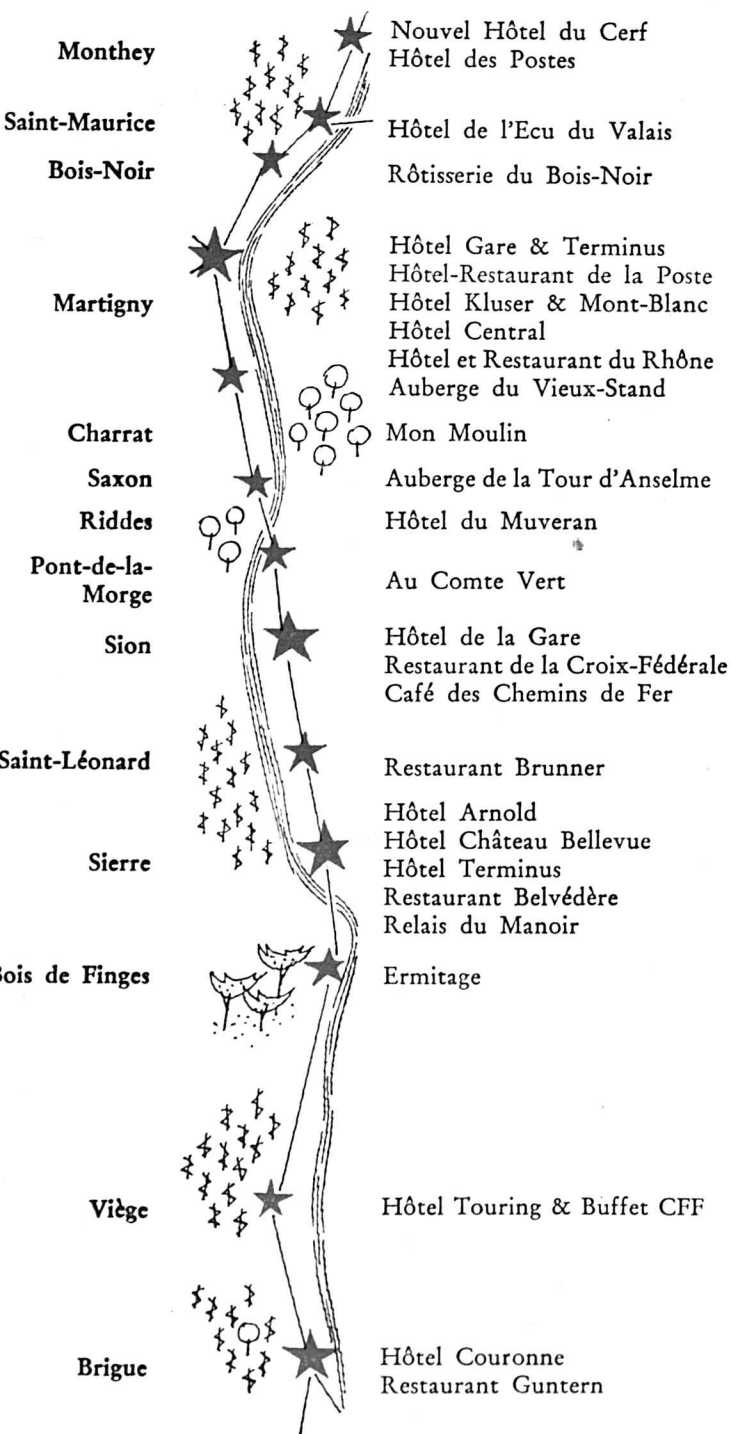 Monthey
Nouvel Hôtel du Cerf
Hôtel des Postes
Saint-Maurice
Hôtel de l'Ecu du Valais
Bois-Noir
Rôtisserie du Bois-Noir
Martigny
Hôtel Gare & Terminus
Hôtel-Restaurant de la Poste
Hôtel Kluser & Mont-Blanc
Hôtel Central
Hôtel et Restaurant du Rhône
Auberge du Vieux-Stand
Charrat
Mon Moulin
Saxon
Auberge de la Tour d'Anselme
Riddes
Hôtel du Muveran
Pont-de-la-
Morge
Au Comte Vert
Sion
Hôtel de la Gare
Restaurant de la Croix-Fédérale
Café des Chemins de Fer
Saint-Léonard
Restaurant Brunner
Sierre
Hôtel Arnold
Hôtel Château Bellevue
Hôtel Terminus
Restaurant Belvédère
Relais du Manoir
Bois de Finges
Ermitage
Viège
Hôtel Touring & Buffet CFF
Brigue
Hôtel Couronne
Restaurant Guntern